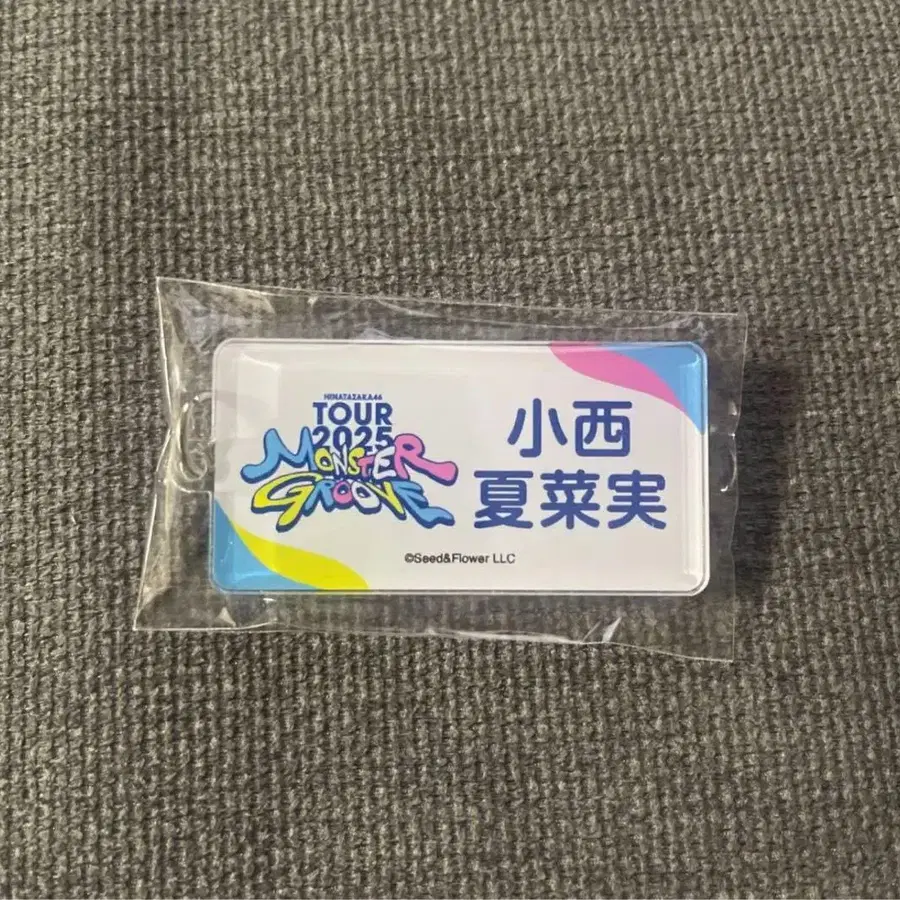 HINATAZAKA46
TOUR
2025
MONSTER
GROOVE
小西
夏菜実
©Seed&Flower LLC